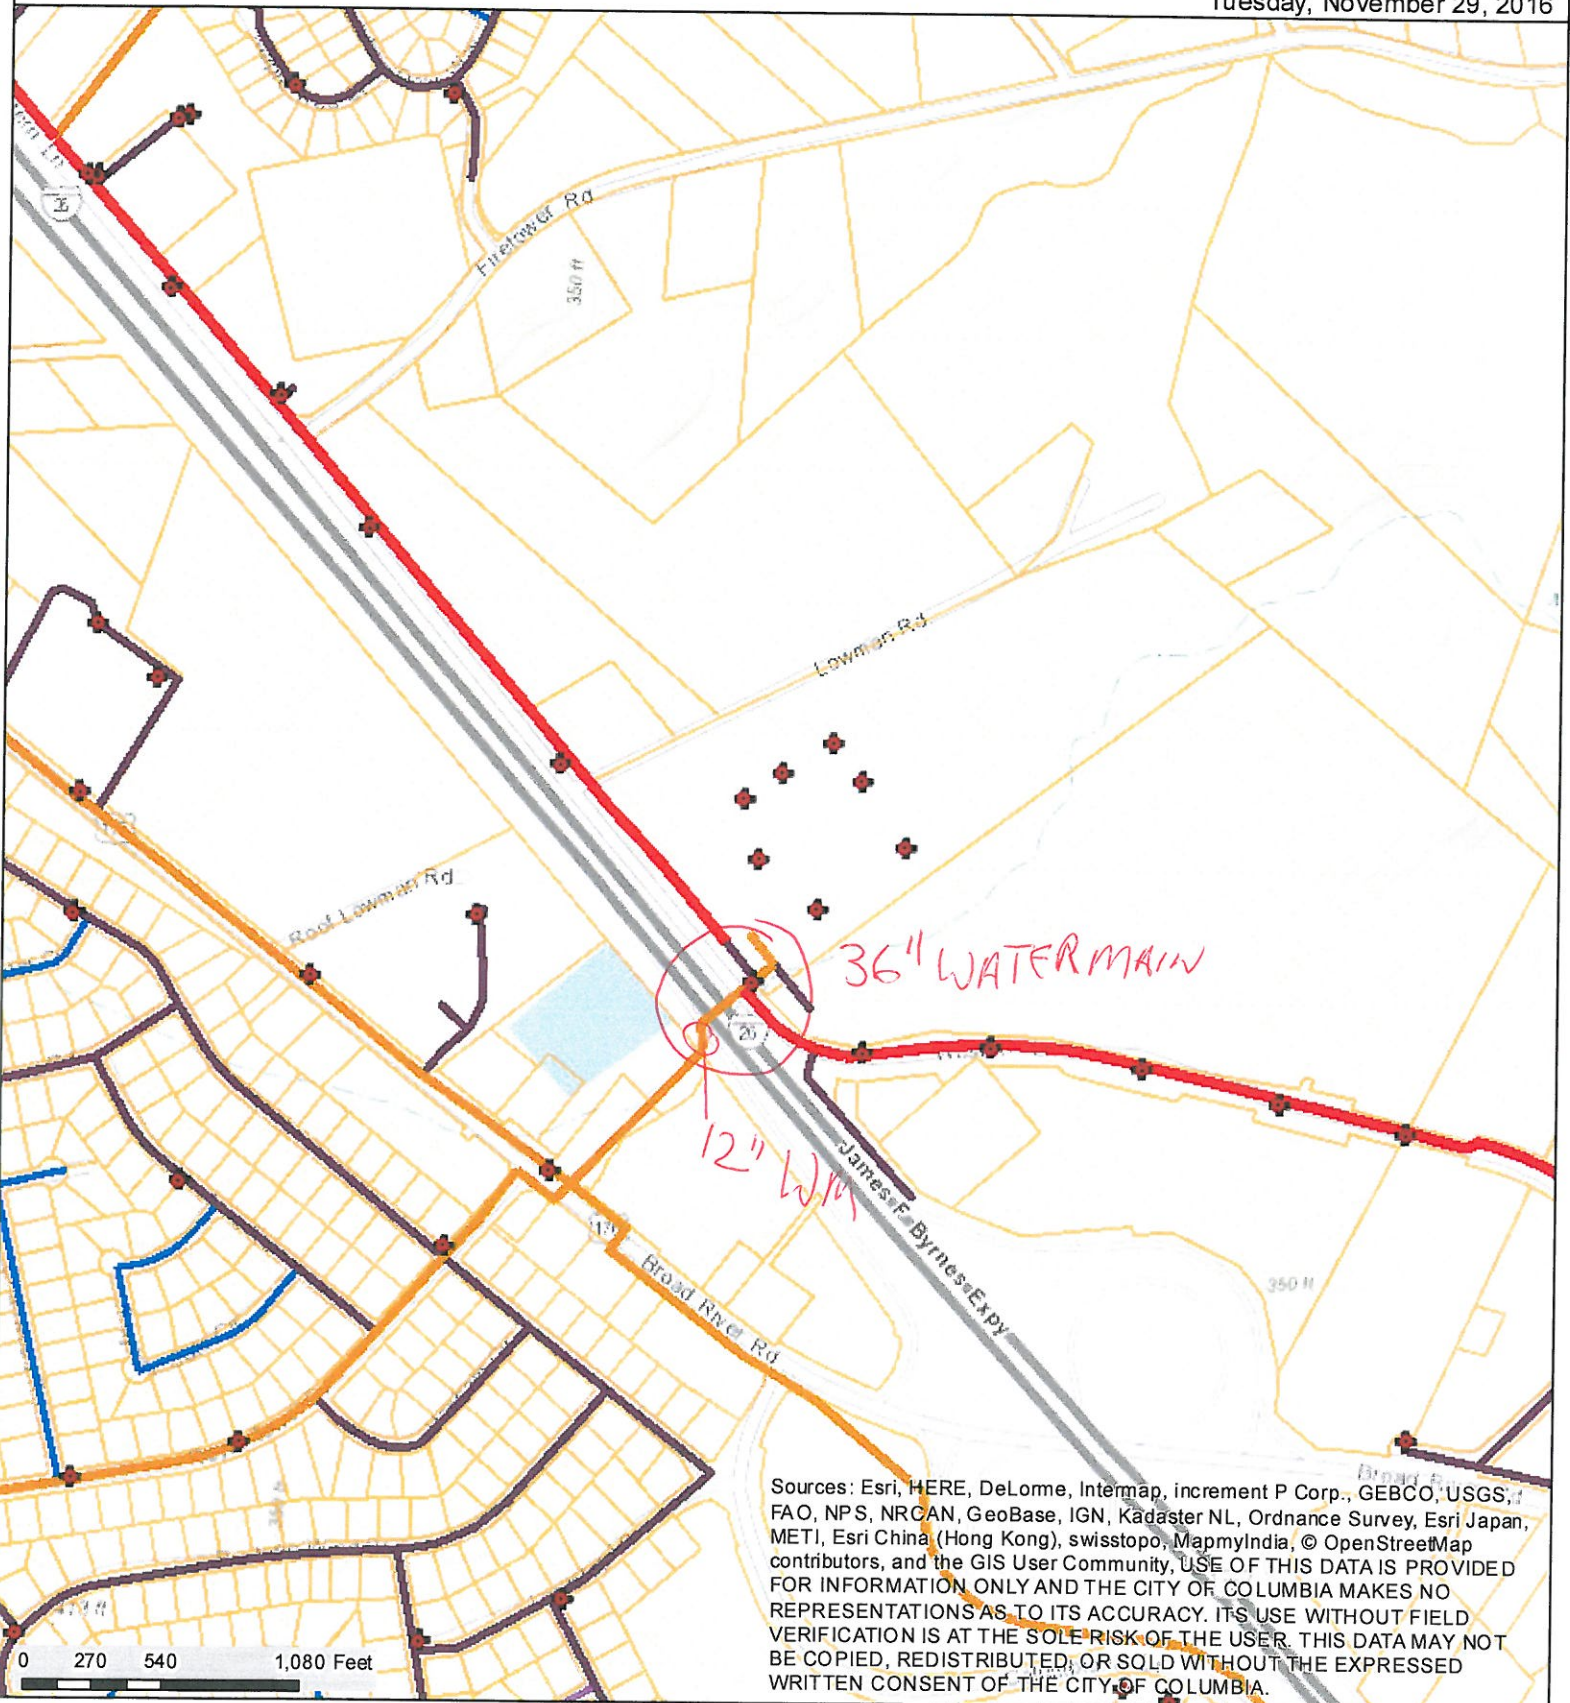 Tuesday, November 29, 2016
26
Firetower Rd
350 ft
Lowman Rd
Roof Lowman Rd
36" WATERMAIN
26
12" WM
James F Byrnes Expy
176
Broad River Rd
350 ft
Sources: Esri, HERE, DeLorme, Intermap, increment P Corp., GEBCO, USGS,
FAO, NPS, NRCAN, GeoBase, IGN, Kadaster NL, Ordnance Survey, Esri Japan,
METI, Esri China (Hong Kong), swisstopo, MapmyIndia, © OpenStreetMap
contributors, and the GIS User Community, USE OF THIS DATA IS PROVIDED
FOR INFORMATION ONLY AND THE CITY OF COLUMBIA MAKES NO
REPRESENTATIONS AS TO ITS ACCURACY. ITS USE WITHOUT FIELD
VERIFICATION IS AT THE SOLE RISK OF THE USER. THIS DATA MAY NOT
BE COPIED, REDISTRIBUTED, OR SOLD WITHOUT THE EXPRESSED
WRITTEN CONSENT OF THE CITY OF COLUMBIA.
0 270 540 1,080 Feet